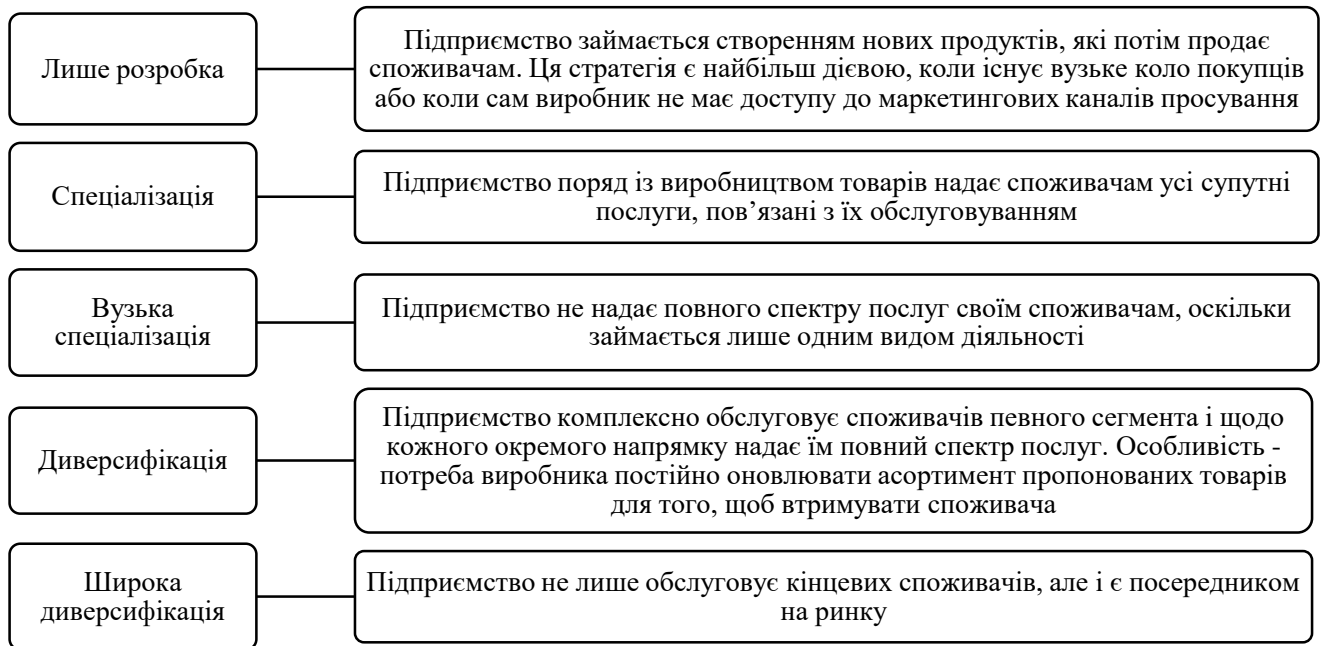 Лише розробка
Підприємство займається створенням нових продуктів, які потім продає
споживачам. Ця стратегія є найбільш дієвою, коли існує вузьке коло покупців
або коли сам виробник не має доступу до маркетингових каналів просування
Спеціалізація
Підприємство поряд із виробництвом товарів надає споживачам усі супутні
послуги, пов’язані з їх обслуговуванням
Вузька
спеціалізація
Підприємство не надає повного спектру послуг своїм споживачам, оскільки
займається лише одним видом діяльності
Диверсифікація
Підприємство комплексно обслуговує споживачів певного сегмента і щодо
кожного окремого напрямку надає їм повний спектр послуг. Особливість -
потреба виробника постійно оновлювати асортимент пропонованих товарів
для того, щоб втримувати споживача
Широка
диверсифікація
Підприємство не лише обслуговує кінцевих споживачів, але і є посередником
на ринку